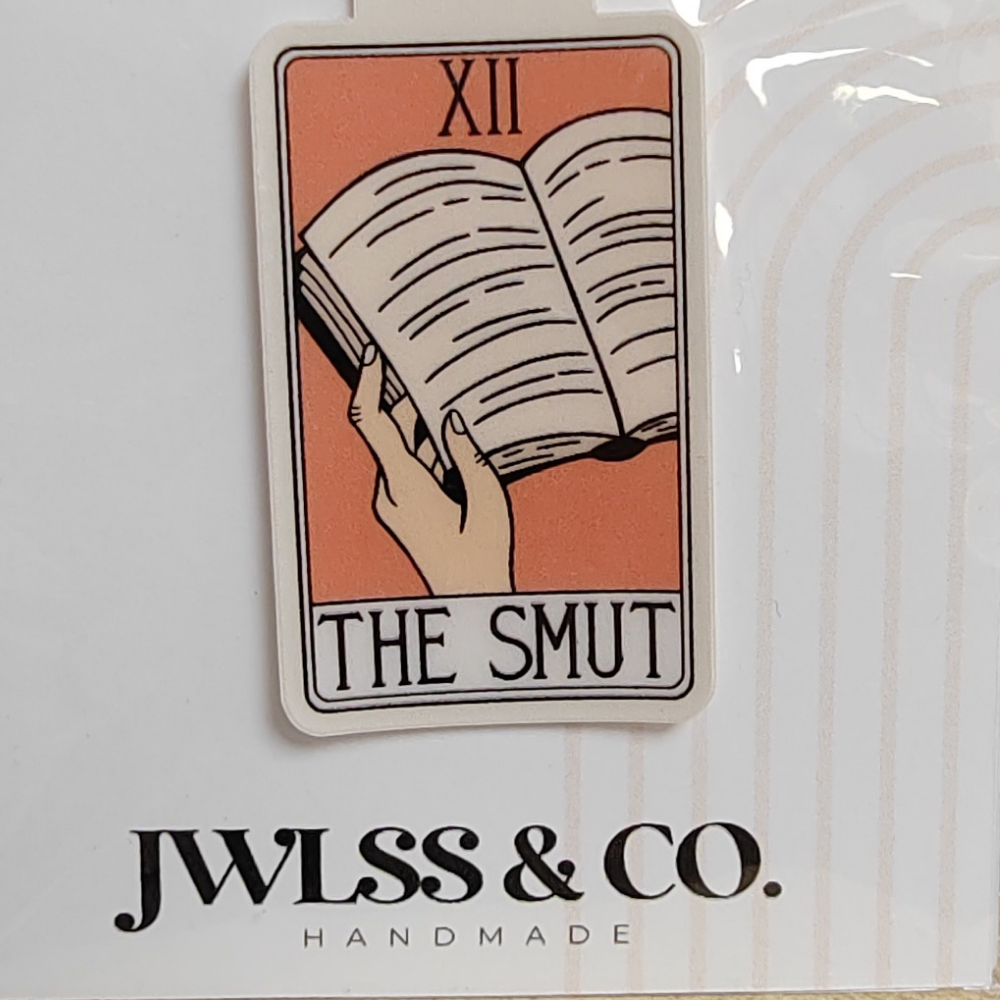 XII
THE SMUT
JWLSS & CO.
HANDMADE